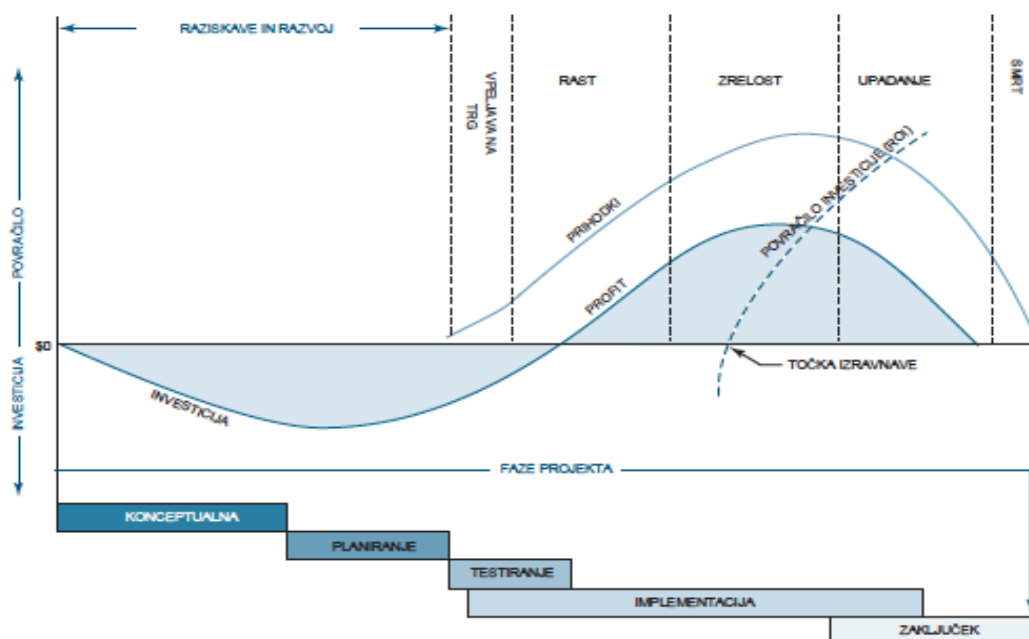 RAZISKAVE IN RAZVOJ
VPELJAVA NA
TRG
RAST
ZRELOST
UPADANJE
SMRT
POVRAČILO
INVESTICIJA
$0
PRIHODKI
PROFIT
POVRAČILO INVESTICIJE (ROI)
TOČKA IZRAVNAVE
INVESTICIJA
FAZE PROJEKTA
KONCEPTUALNA
PLANIRANJE
TESTIRANJE
IMPLEMENTACIJA
ZAKLJUČEK